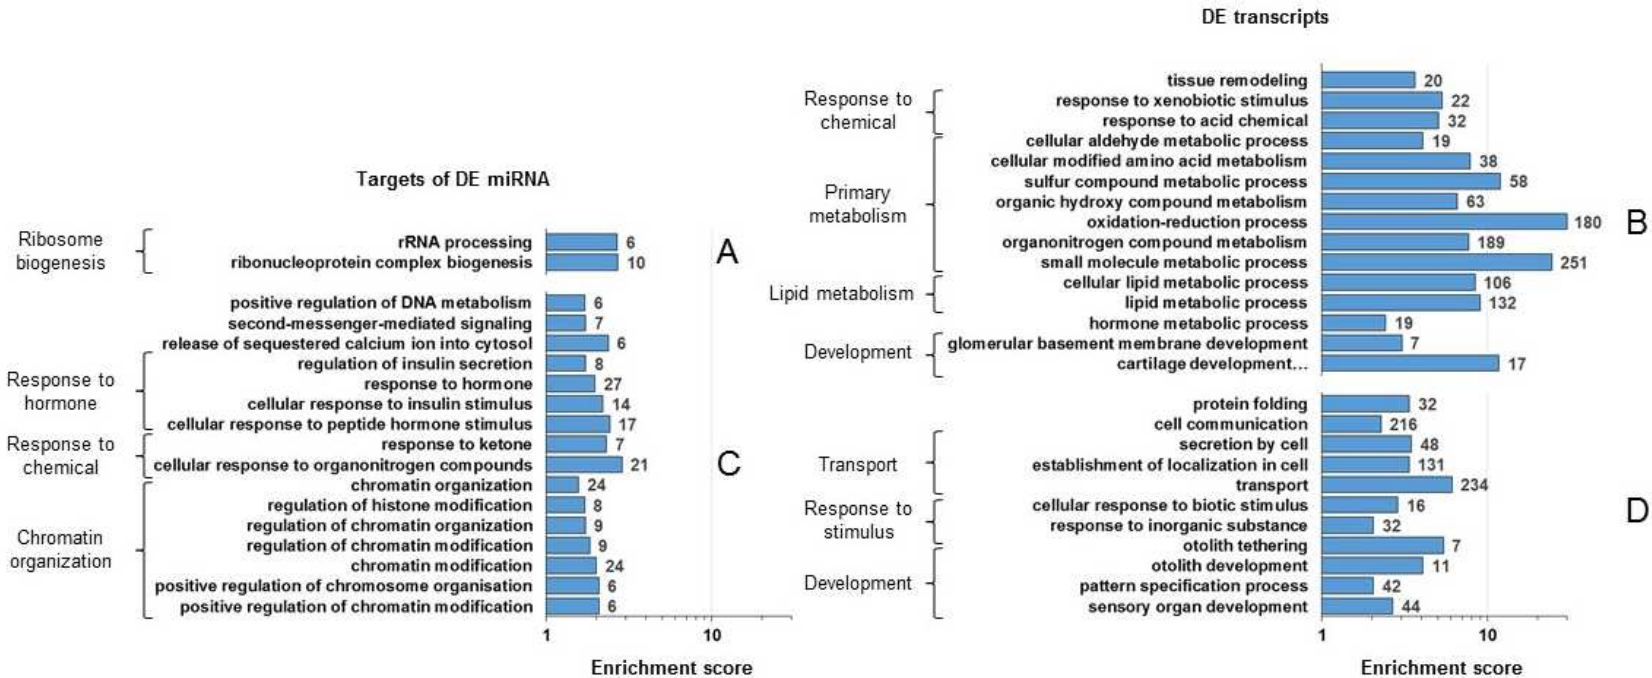 DE transcripts
Targets of DE miRNA
Ribosome
biogenesis
rRNA processing 6
ribonucleoprotein complex biogenesis 10
A
positive regulation of DNA metabolism 6
second-messenger-mediated signaling 7
release of sequestered calcium ion into cytosol 6
Response to
hormone
regulation of insulin secretion 8
response to hormone 27
cellular response to insulin stimulus 14
cellular response to peptide hormone stimulus 17
Response to
chemical
response to ketone 7
cellular response to organonitrogen compounds 21
C
Chromatin
organization
chromatin organization 24
regulation of histone modification 8
regulation of chromatin organization 9
regulation of chromatin modification 9
chromatin modification 24
positive regulation of chromosome organisation 6
positive regulation of chromatin modification 6
1 10
Enrichment score
tissue remodeling 20
Response to
chemical
response to xenobiotic stimulus 22
response to acid chemical 32
Primary
metabolism
cellular aldehyde metabolic process 19
cellular modified amino acid metabolism 38
sulfur compound metabolic process 58
organic hydroxy compound metabolism 63
oxidation-reduction process 180
organonitrogen compound metabolism 189
small molecule metabolic process 251
B
Lipid metabolism
cellular lipid metabolic process 106
lipid metabolic process 132
hormone metabolic process 19
Development
glomerular basement membrane development 7
cartilage development... 17
protein folding 32
cell communication 216
Transport
secretion by cell 48
establishment of localization in cell 131
transport 234
Response to
stimulus
cellular response to biotic stimulus 16
response to inorganic substance 32
D
Development
otolith tethering 7
otolith development 11
pattern specification process 42
sensory organ development 44
1 10
Enrichment score